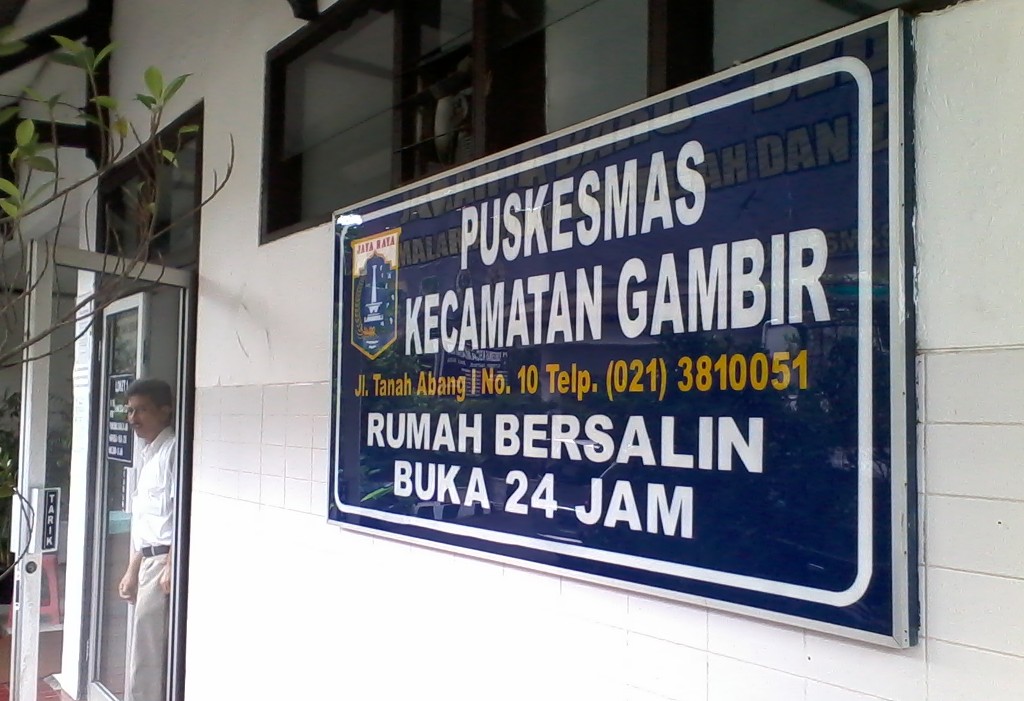 PUSKESMAS
KECAMATAN GAMBIR
JAYA RAYA
Jl. Tanah Abang I No. 10 Telp. (021) 3810051
RUMAH BERSALIN
BUKA 24 JAM
TARIK